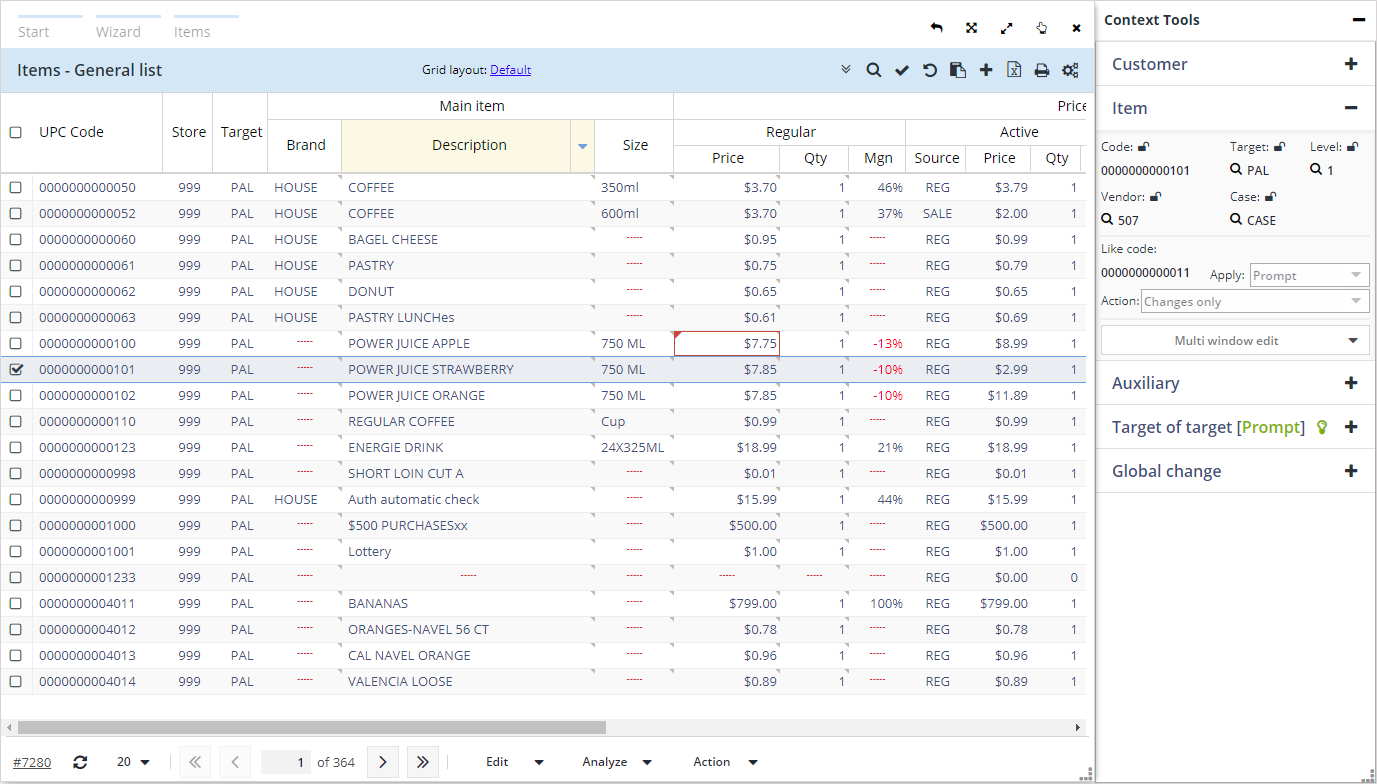 Start Wizard Items
Items - General list Grid layout: Default
Main item Price
UPC Code Store Target Brand Description Size Regular Active
Price Qty Mgn Source Price Qty
0000000000050 999 PAL HOUSE COFFEE 350ml $3.70 1 46% REG $3.79 1
0000000000052 999 PAL HOUSE COFFEE 600ml $3.70 1 37% SALE $2.00 1
0000000000060 999 PAL HOUSE BAGEL CHEESE ----- $0.95 1 ----- REG $0.99 1
0000000000061 999 PAL HOUSE PASTRY ----- $0.75 1 ----- REG $0.79 1
0000000000062 999 PAL HOUSE DONUT ----- $0.65 1 ----- REG $0.65 1
0000000000063 999 PAL HOUSE PASTRY LUNCHes ----- $0.61 1 ----- REG $0.69 1
0000000000100 999 PAL ----- POWER JUICE APPLE 750 ML $7.75 1 -13% REG $8.99 1
0000000000101 999 PAL ----- POWER JUICE STRAWBERRY 750 ML $7.85 1 -10% REG $2.99 1
0000000000102 999 PAL ----- POWER JUICE ORANGE 750 ML $7.85 1 -10% REG $11.89 1
0000000000110 999 PAL ----- REGULAR COFFEE Cup $0.99 1 ----- REG $0.99 1
0000000000123 999 PAL ----- ENERGIE DRINK 24X325ML $18.99 1 21% REG $18.99 1
0000000000998 999 PAL ----- SHORT LOIN CUT A ----- $0.01 1 ----- REG $0.01 1
0000000000999 999 PAL HOUSE Auth automatic check ----- $15.99 1 44% REG $15.99 1
0000000001000 999 PAL ----- $500 PURCHASESxx ----- $500.00 1 ----- REG $500.00 1
0000000001001 999 PAL ----- Lottery ----- $1.00 1 ----- REG $1.00 1
0000000001233 999 PAL ----- ----- ----- ----- ----- ----- REG $0.00 0
0000000004011 999 PAL ----- BANANAS ----- $799.00 1 100% REG $799.00 1
0000000004012 999 PAL ----- ORANGES-NAVEL 56 CT ----- $0.78 1 ----- REG $0.78 1
0000000004013 999 PAL ----- CAL NAVEL ORANGE ----- $0.96 1 ----- REG $0.96 1
0000000004014 999 PAL ----- VALENCIA LOOSE ----- $0.89 1 ----- REG $0.89 1
#7280 20 1 of 364 Edit Analyze Action
Context Tools
Customer
Item
Code: Target: Level:
0000000000101 PAL 1
Vendor: Case:
507 CASE
Like code:
0000000000011 Apply: Prompt
Action: Changes only
Multi window edit
Auxiliary
Target of target [Prompt]
Global change